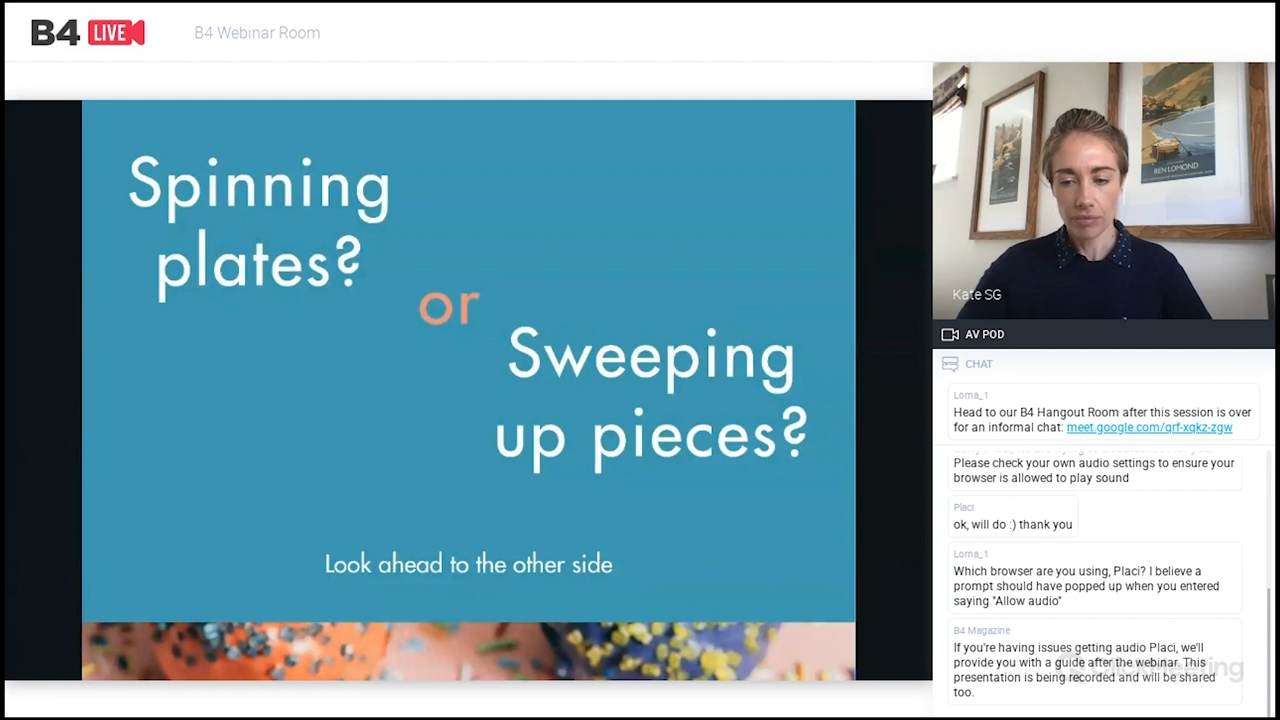 B4 LIVE
B4 Webinar Room
Spinning
plates?
or
Sweeping
up pieces?
Look ahead to the other side
BEN LOMOND
Kate SG
AV POD
CHAT
Lorna_1
Head to our B4 Hangout Room after this session is over
for an informal chat: meet.google.com/qrf-xqkz-zgw
Please check your own audio settings to ensure your
browser is allowed to play sound
Placi
ok, will do :) thank you
Lorna_1
Which browser are you using, Placi? I believe a
prompt should have popped up when you entered
saying "Allow audio"
B4 Magazine
If you're having issues getting audio Placi, we'll
provide you with a guide after the webinar. This
presentation is being recorded and will be shared
too.